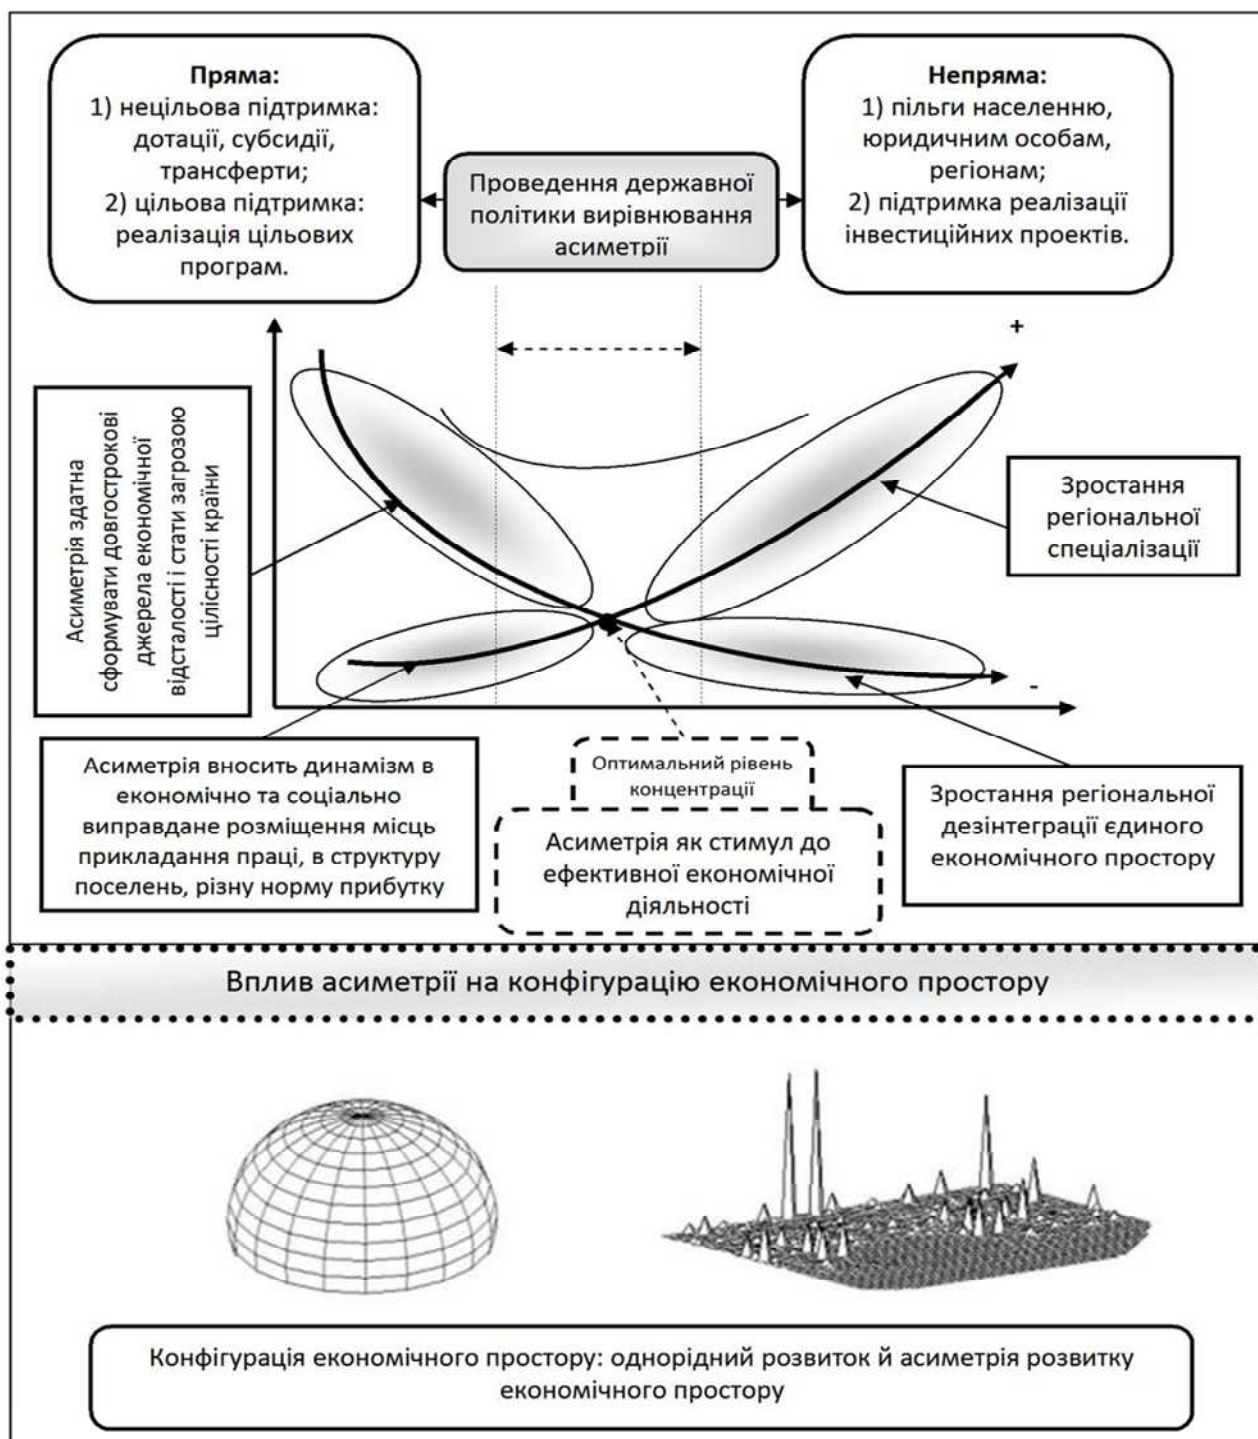 Пряма:
1) нецільова підтримка:
дотації, субсидії,
трансферти;
2) цільова підтримка:
реалізація цільових
програм.
Проведення державної
політики вирівнювання
асиметрії
Непряма:
1) пільги населенню,
юридичним особам,
регіонам;
2) підтримка реалізації
інвестиційних проектів.
+
Асиметрія здатна
сформувати довгострокові
джерела економічної
відсталості і стати загрозою
цілісності країни
Зростання
регіональної
спеціалізації
-
Асиметрія вносить динамізм в
економічно та соціально
виправдане розміщення місць
прикладання праці, в структуру
поселень, різну норму прибутку
Оптимальний рівень
концентрації
Асиметрія як стимул до
ефективної економічної
діяльності
Зростання регіональної
дезінтеграції єдиного
економічного простору
Вплив асиметрії на конфігурацію економічного простору
Конфігурація економічного простору: однорідний розвиток й асиметрія розвитку
економічного простору